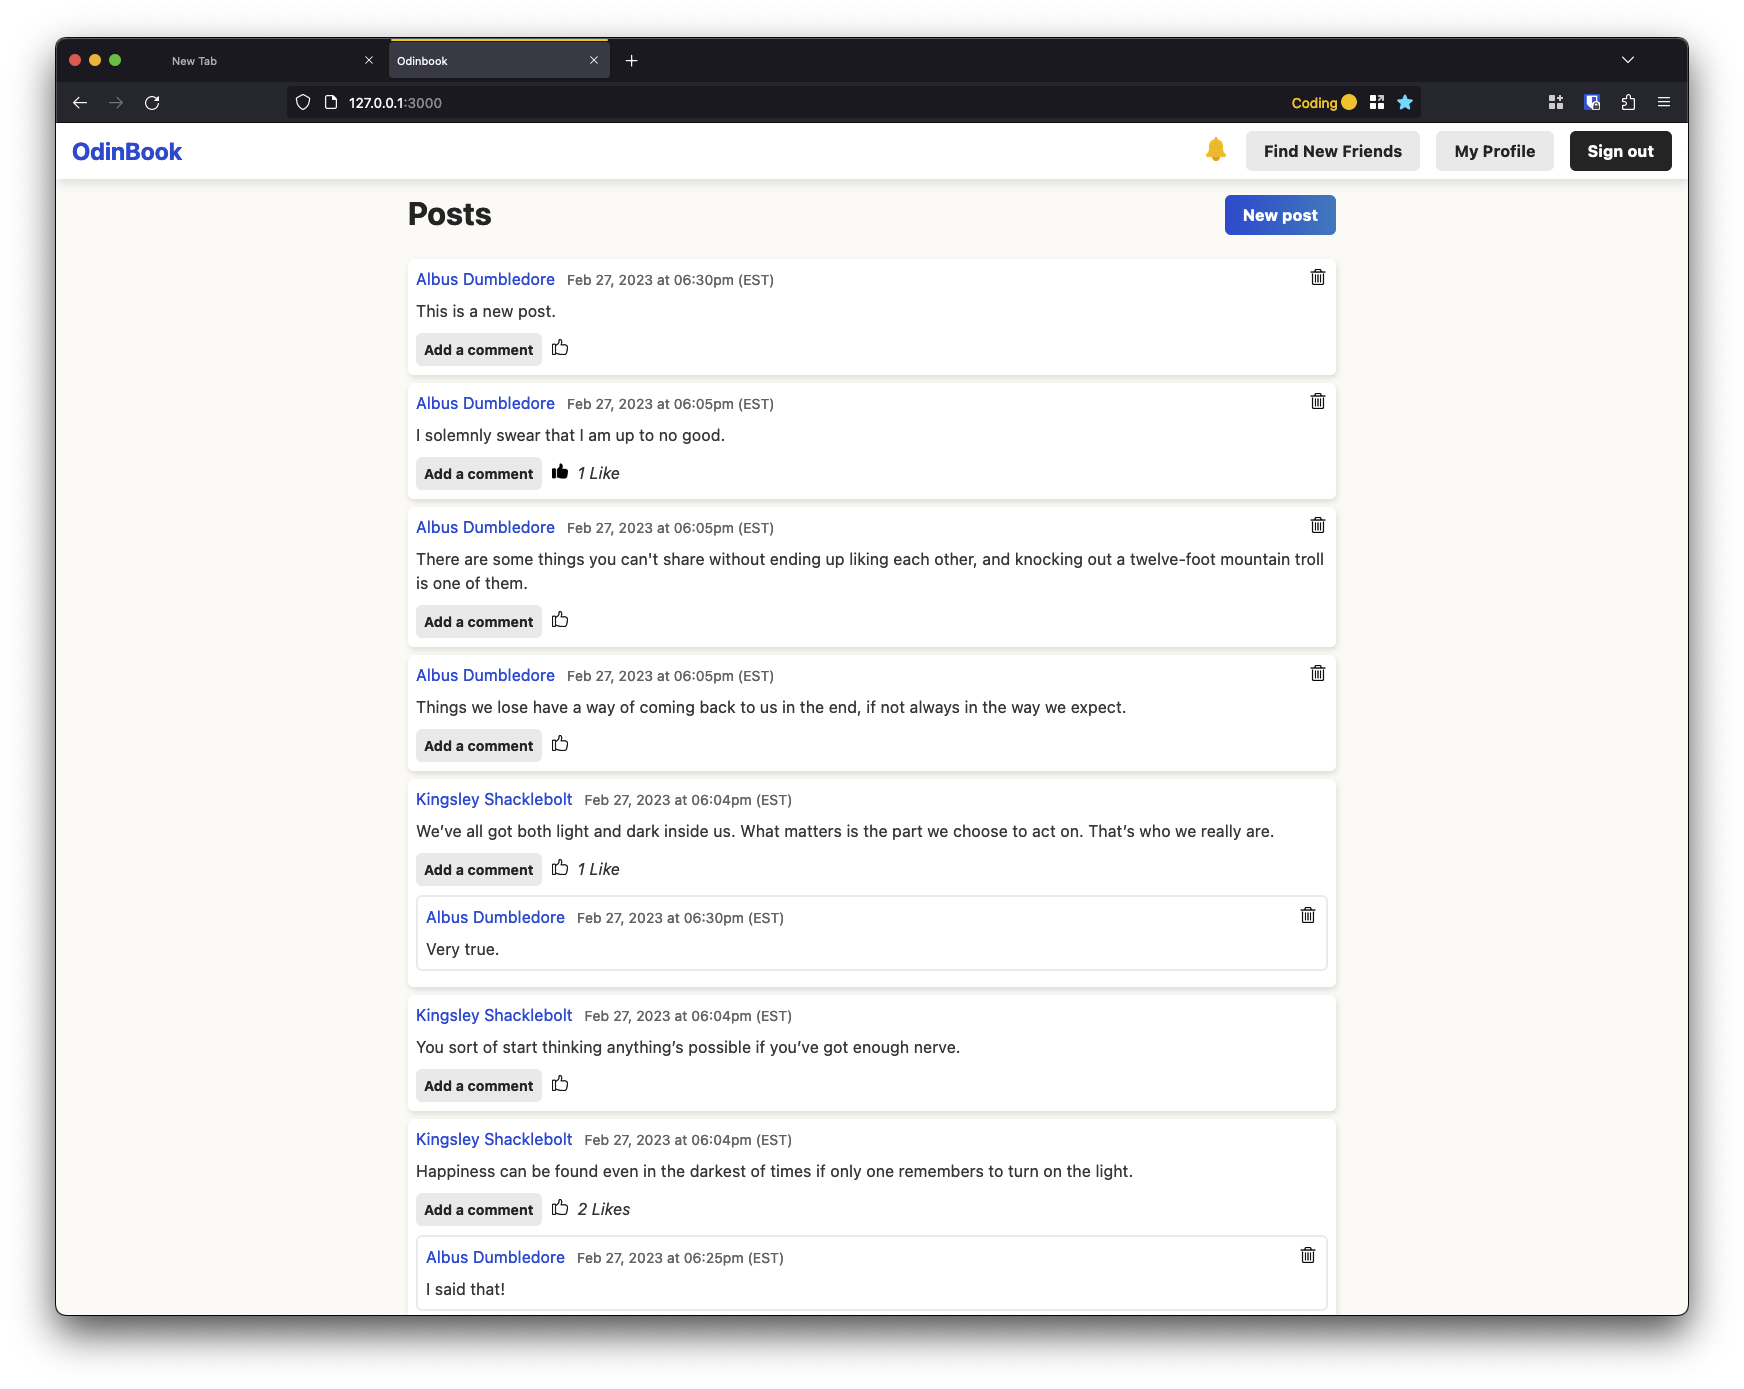 New Tab
Odinbook
127.0.0.1:3000
Coding
OdinBook
Find New Friends
My Profile
Sign out
Posts
New post
Albus Dumbledore Feb 27, 2023 at 06:30pm (EST)
This is a new post.
Add a comment
Albus Dumbledore Feb 27, 2023 at 06:05pm (EST)
I solemnly swear that I am up to no good.
Add a comment 1 Like
Albus Dumbledore Feb 27, 2023 at 06:05pm (EST)
There are some things you can't share without ending up liking each other, and knocking out a twelve-foot mountain troll
is one of them.
Add a comment
Albus Dumbledore Feb 27, 2023 at 06:05pm (EST)
Things we lose have a way of coming back to us in the end, if not always in the way we expect.
Add a comment
Kingsley Shacklebolt Feb 27, 2023 at 06:04pm (EST)
We’ve all got both light and dark inside us. What matters is the part we choose to act on. That’s who we really are.
Add a comment 1 Like
Albus Dumbledore Feb 27, 2023 at 06:30pm (EST)
Very true.
Kingsley Shacklebolt Feb 27, 2023 at 06:04pm (EST)
You sort of start thinking anything’s possible if you’ve got enough nerve.
Add a comment
Kingsley Shacklebolt Feb 27, 2023 at 06:04pm (EST)
Happiness can be found even in the darkest of times if only one remembers to turn on the light.
Add a comment 2 Likes
Albus Dumbledore Feb 27, 2023 at 06:25pm (EST)
I said that!